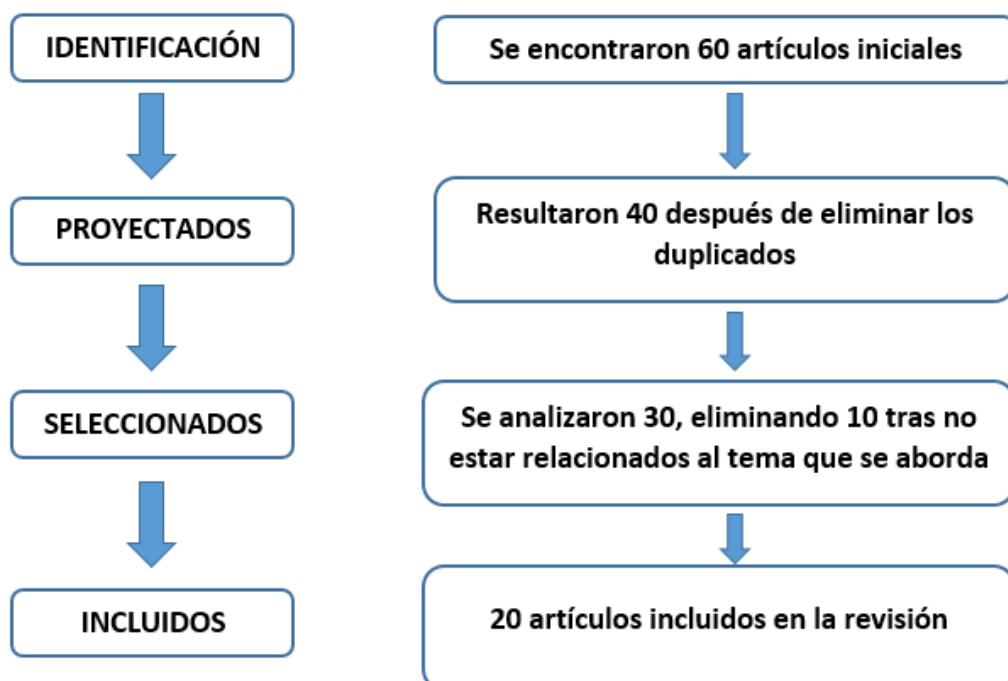 IDENTIFICACIÓN
Se encontraron 60 artículos iniciales
PROYECTADOS
Resultaron 40 después de eliminar los
duplicados
SELECCIONADOS
Se analizaron 30, eliminando 10 tras no
estar relacionados al tema que se aborda
INCLUIDOS
20 artículos incluidos en la revisión